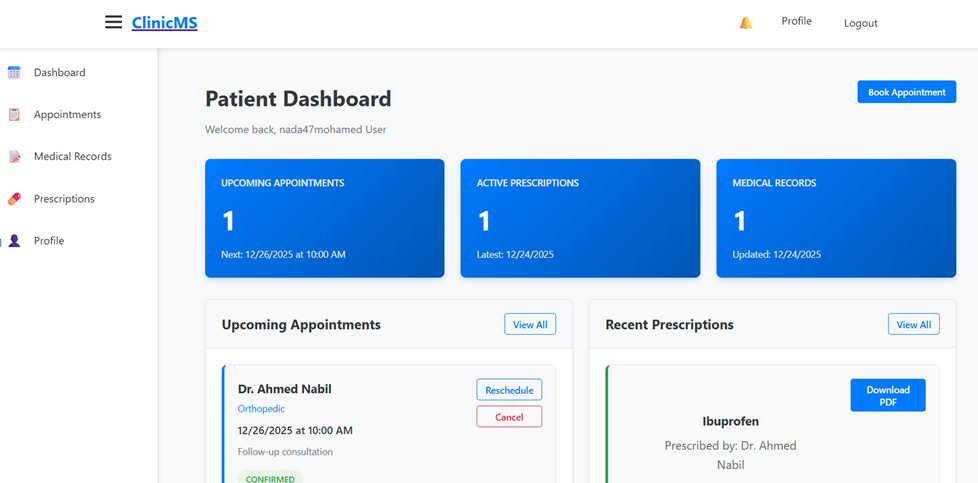 ClinicMS
Profile
Logout
Dashboard
Appointments
Medical Records
Prescriptions
Profile
Patient Dashboard
Book Appointment
Welcome back, nada47mohamed User
UPCOMING APPOINTMENTS
1
Next: 12/26/2025 at 10:00 AM
ACTIVE PRESCRIPTIONS
1
Latest: 12/24/2025
MEDICAL RECORDS
1
Updated: 12/24/2025
Upcoming Appointments
View All
Dr. Ahmed Nabil
Orthopedic
12/26/2025 at 10:00 AM
Follow-up consultation
CONFIRMED
Reschedule
Cancel
Recent Prescriptions
View All
Download
PDF
Ibuprofen
Prescribed by: Dr. Ahmed
Nabil